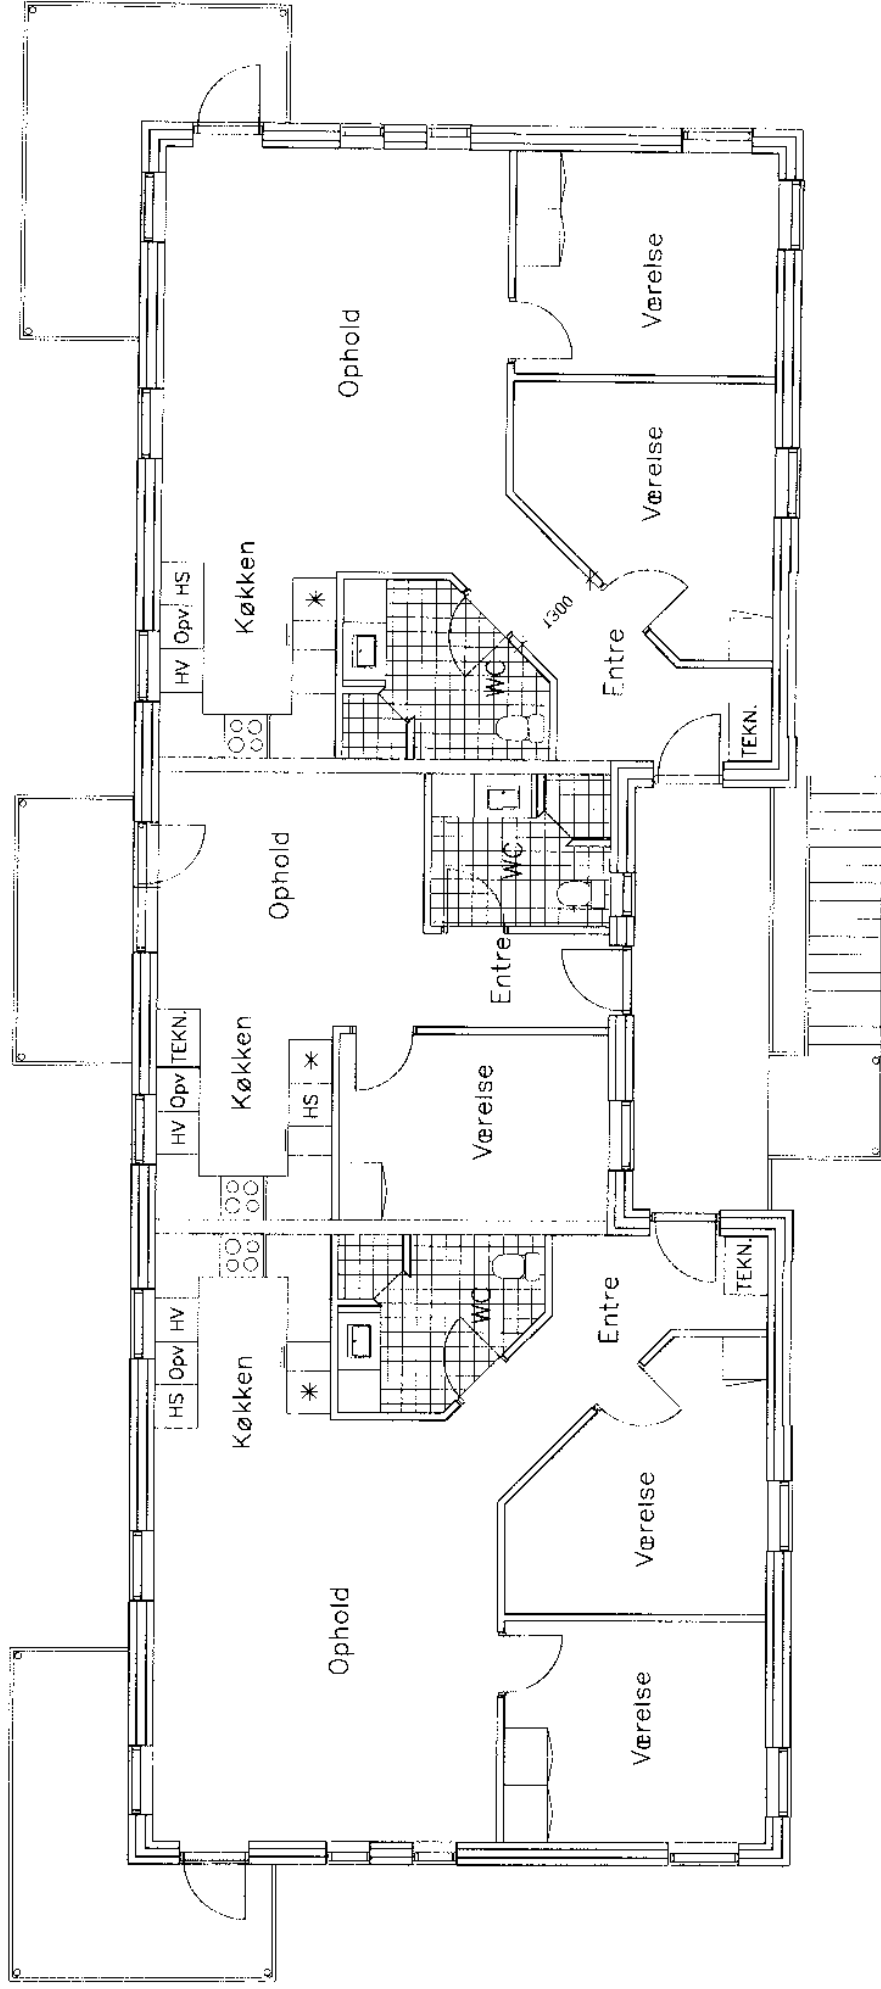 Ophold
Værelse
Værelse
HV Opv HS
Køkken
*
WC
1300
Entre
TEKN.
Ophold
WC
Entre
HV Opv TEKN.
Køkken
HS *
Værelse
HS Opv HV
Køkken
*
WC
Entre
TEKN.
Ophold
Værelse
Værelse